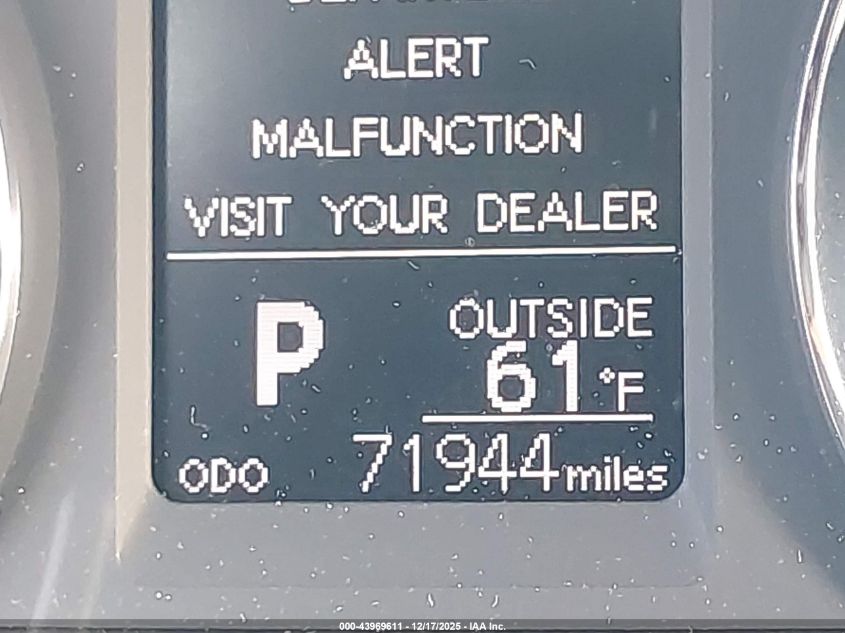 ALERT
MALFUNCTION
VISIT YOUR DEALER
P
OUTSIDE
61°F
ODO 71944 miles
000-43969611 - 12/17/2025 - IAA Inc.